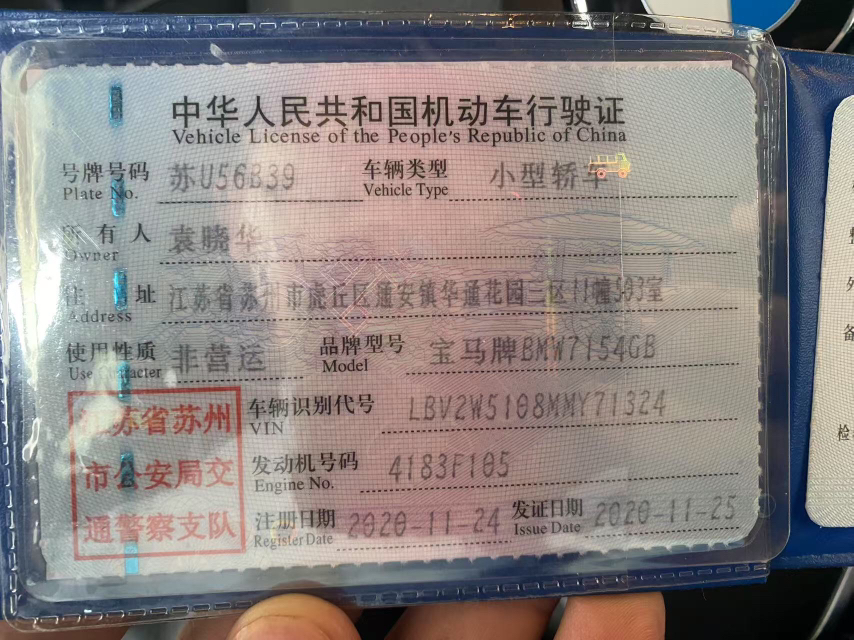 中华人民共和国机动车行驶证
Vehicle License of the People's Republic of China
号牌号码 苏U56B39 车辆类型 小型轿车
Plate No. Vehicle Type
所有人 袁晓华
Owner
住址 江苏省苏州市虎丘区通安镇华通花园三区11幢503室
Address
使用性质 非营运 品牌型号 宝马牌BMW7154GB
Use Character Model
车辆识别代号 LBV2W5108MMY71324
VIN
发动机号码 4183F105
Engine No.
注册日期 2020-11-24 发证日期 2020-11-25
Register Date Issue Date
江苏省苏州
市公安局交
通警察支队